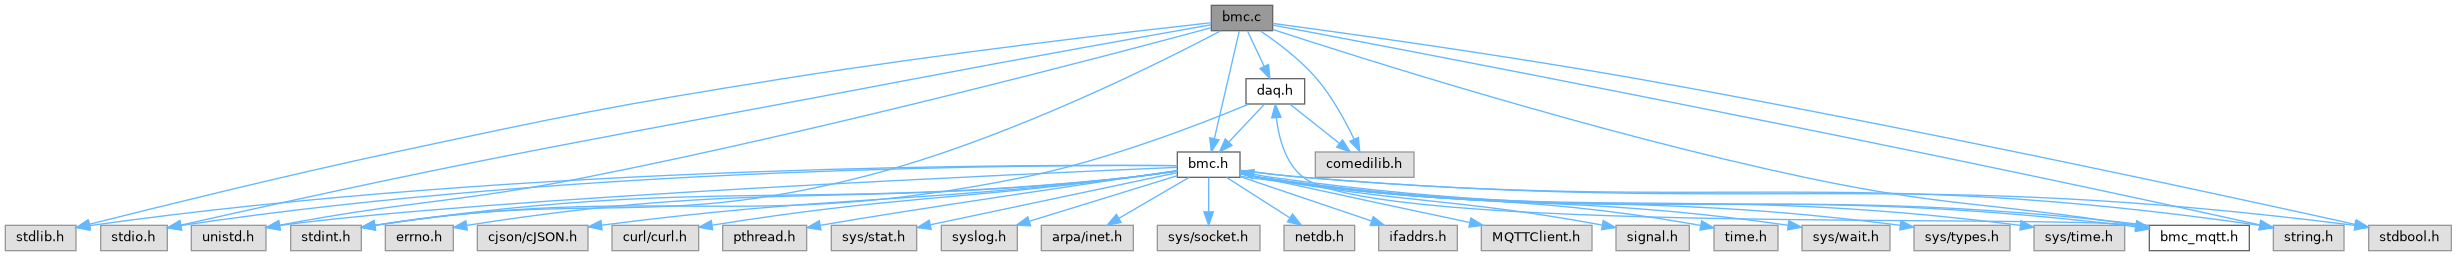 bmc.c
daq.h
bmc.h
comedilib.h
stdlib.h
stdio.h
unistd.h
stdint.h
errno.h
cjson/cJSON.h
curl/curl.h
pthread.h
sys/stat.h
syslog.h
arpa/inet.h
sys/socket.h
netdb.h
ifaddrs.h
MQTTClient.h
signal.h
time.h
sys/wait.h
sys/types.h
sys/time.h
bmc_mqtt.h
string.h
stdbool.h